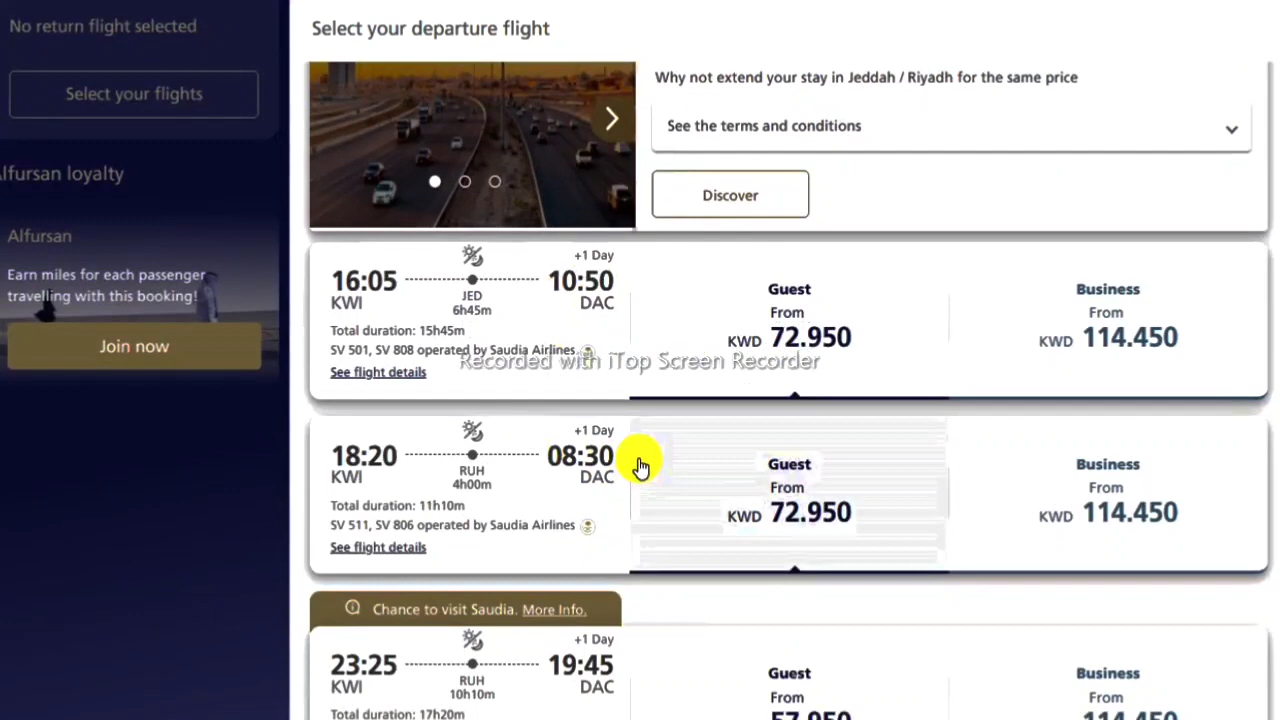 No return flight selected
Select your flights
Alfursan loyalty
Alfursan
Earn miles for each passenger
travelling with this booking!
Join now
Select your departure flight
Why not extend your stay in Jeddah / Riyadh for the same price
See the terms and conditions
Discover
+1 Day
16:05 10:50
KWI JED DAC
6h45m
Total duration: 15h45m
SV 501, SV 808 operated by Saudia Airlines
See flight details
Guest
From
KWD 72.950
Business
From
KWD 114.450
Recorded with iTop Screen Recorder
+1 Day
18:20 08:30
KWI RUH DAC
4h00m
Total duration: 11h10m
SV 511, SV 806 operated by Saudia Airlines
See flight details
Guest
From
KWD 72.950
Business
From
KWD 114.450
Chance to visit Saudia. More Info.
+1 Day
23:25 19:45
KWI RUH DAC
10h10m
Total duration: 17h20m
Guest
From
57.950
Business
From
114.450